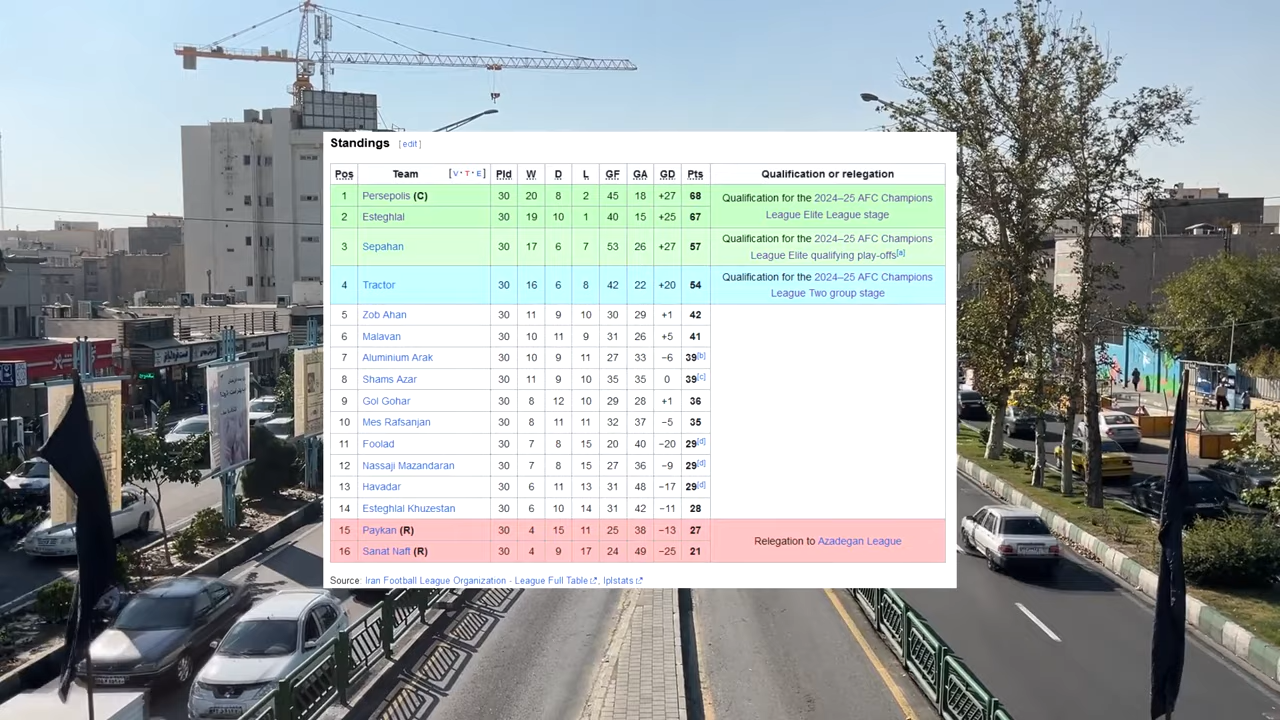 Standings [ edit ]
Pos Team [ V · T · E ] Pld W D L GF GA GD Pts Qualification or relegation
1 Persepolis (C) 30 20 8 2 45 18 +27 68 Qualification for the 2024–25 AFC Champions
League Elite League stage
2 Esteghlal 30 19 10 1 40 15 +25 67
3 Sepahan 30 17 6 7 53 26 +27 57 Qualification for the 2024–25 AFC Champions
League Elite qualifying play-offs[a]
4 Tractor 30 16 6 8 42 22 +20 54 Qualification for the 2024–25 AFC Champions
League Two group stage
5 Zob Ahan 30 11 9 10 30 29 +1 42
6 Malavan 30 10 11 9 31 26 +5 41
7 Aluminium Arak 30 10 9 11 27 33 −6 39[b]
8 Shams Azar 30 11 9 10 35 35 0 39[c]
9 Gol Gohar 30 8 12 10 29 28 +1 36
10 Mes Rafsanjan 30 8 11 11 32 37 −5 35
11 Foolad 30 7 8 15 20 40 −20 29[d]
12 Nassaji Mazandaran 30 7 8 15 27 36 −9 29[d]
13 Havadar 30 6 11 13 31 48 −17 29[d]
14 Esteghlal Khuzestan 30 6 10 14 31 42 −11 28
15 Paykan (R) 30 4 15 11 25 38 −13 27 Relegation to Azadegan League
16 Sanat Naft (R) 30 4 9 17 24 49 −25 21
Source: Iran Football League Organization - League Full Table, Iplstats